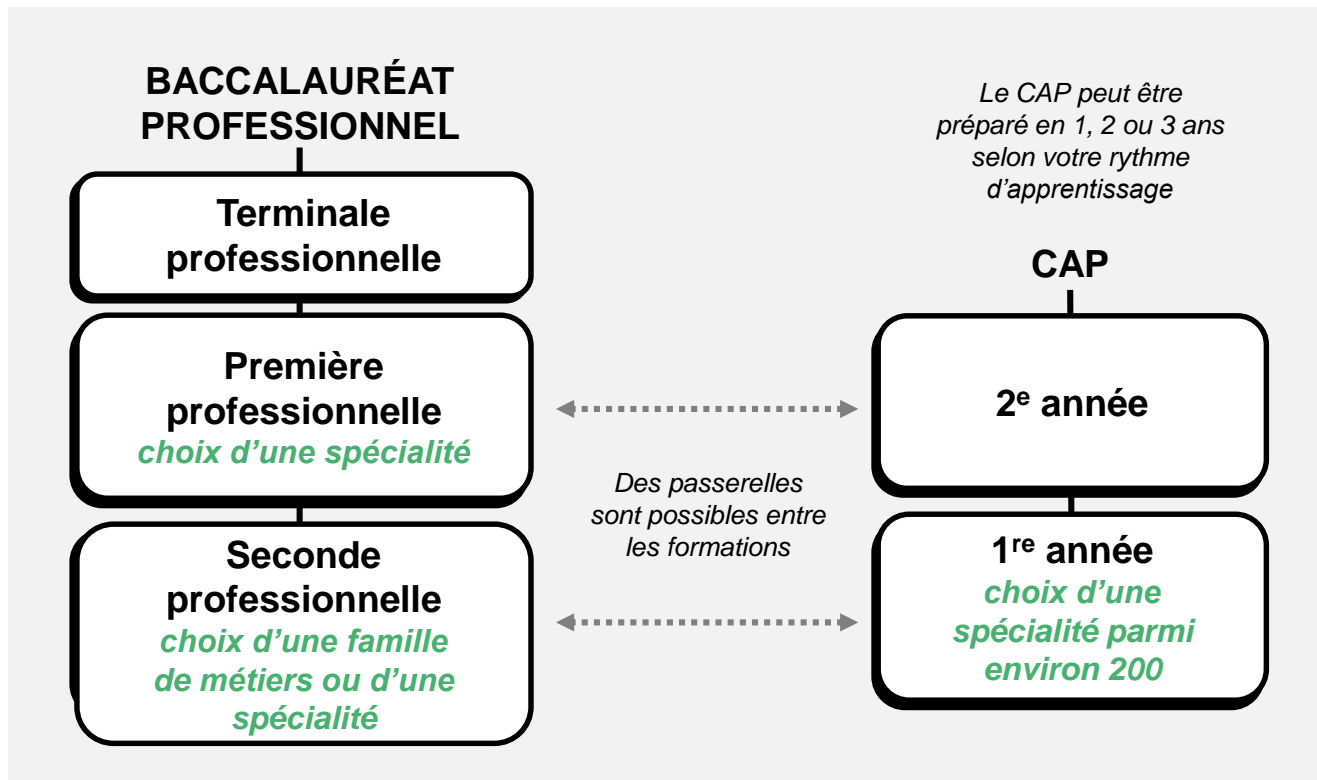 BACCALAURÉAT
PROFESSIONNEL
Terminale
professionnelle
Première
professionnelle
choix d’une spécialité
Seconde
professionnelle
choix d’une famille
de métiers ou d’une
spécialité
Des passerelles
sont possibles entre
les formations
Le CAP peut être
préparé en 1, 2 ou 3 ans
selon votre rythme
d’apprentissage
CAP
2e année
1re année
choix d’une
spécialité parmi
environ 200